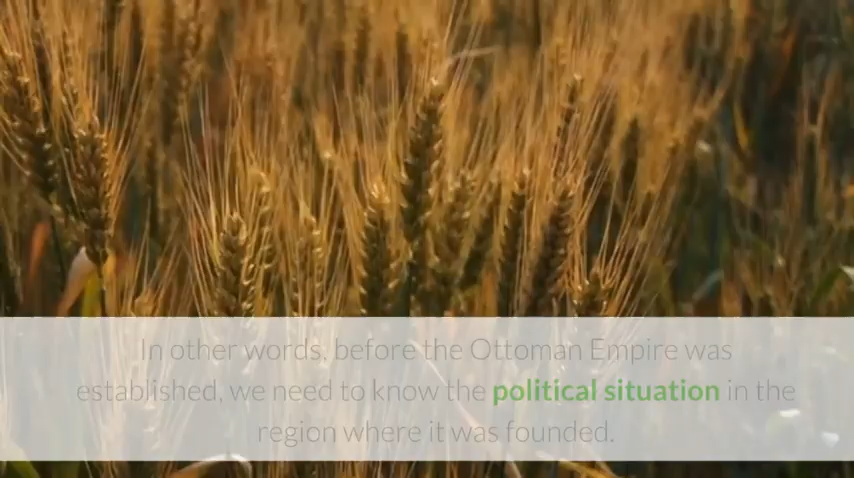 In other words, before the Ottoman Empire was
established, we need to know the political situation in the
region where it was founded.